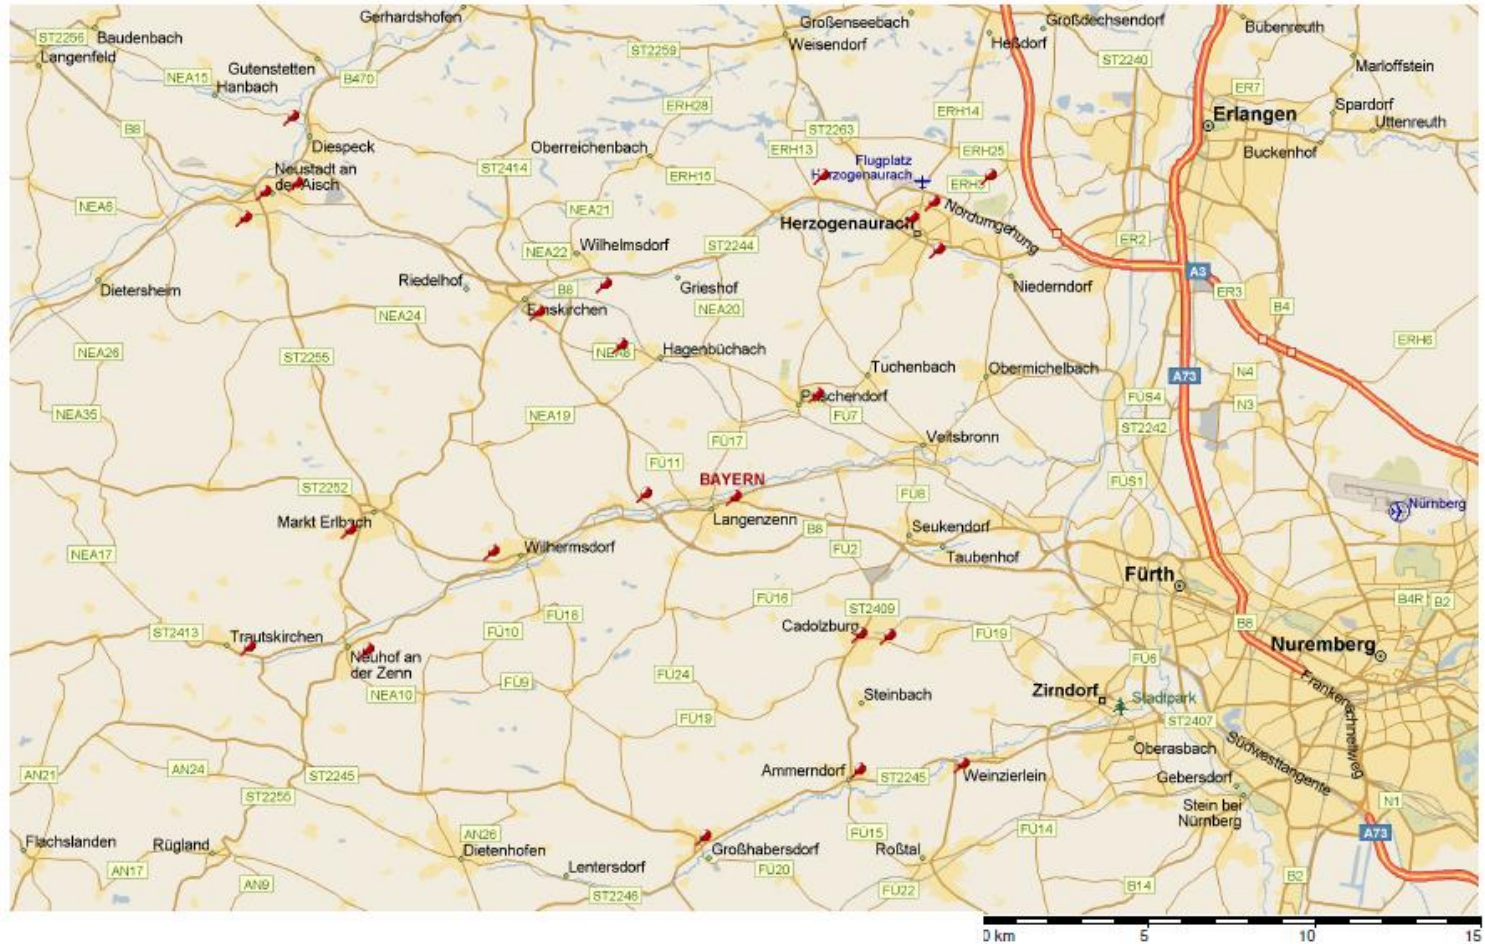 Gerhardshofen
Großenseebach
Großdechsendorf
Bübenreuth
ST2256
Baudenbach
Weisendorf
Heßdorf
Langenfeld
ST2259
ST2240
Marloffstein
Gutenstetten
NEA15
B470
Hanbach
ER7
ERH28
Spardorf
ERH14
Erlangen
Uttenreuth
B8
ST2263
Diespeck
Oberreichenbach
ERH13
ERH25
Buckenhof
Neustadt an
der Aisch
ST2414
Flugplatz
Herzogenaurach
ERH15
ERH3
NEA6
NEA21
Nordumgehung
Herzogenaurach
ER2
NEA22
Wilhelmsdorf
ST2244
A3
Dietersheim
Riedelhof
B8
Grieshof
Niederndorf
ER3
B4
Emskirchen
NEA20
NEA24
ERH6
NEA26
ST2255
NEA8
Hagenbüchach
Tuchenbach
Obermichelbach
A73
N4
NEA35
NEA19
Puschendorf
FÜ7
FÜS4
N3
ST2242
FÜ17
Veitsbronn
FÜ11
BAYERN
FÜS1
ST2252
FÜ8
Nürnberg
Markt Erlbach
Langenzenn
B8
Seukendorf
NEA17
Wilhermsdorf
FÜ2
Taubenhof
Fürth
FÜ16
ST2409
B4R
B2
FÜ18
Cadolzburg
B8
ST2413
Trautskirchen
FÜ10
FÜ19
Nuremberg
Neuhof an
der Zenn
FÜ6
NEA10
FÜ9
FÜ24
Steinbach
Zirndorf
Stadtpark
Frankenschnellweg
FÜ19
ST2407
Oberasbach
Südwesttangente
AN21
AN24
ST2245
Ammerndorf
ST2245
Weinzierlein
Gebersdorf
ST2255
Stein bei
Nürnberg
N1
Flachslanden
Rügland
AN26
Dietenhofen
Großhabersdorf
FÜ15
Roßtal
FÜ14
A73
AN17
AN9
Lentersdorf
FÜ20
ST2246
FÜ22
B14
B2
0 km
5
10
15